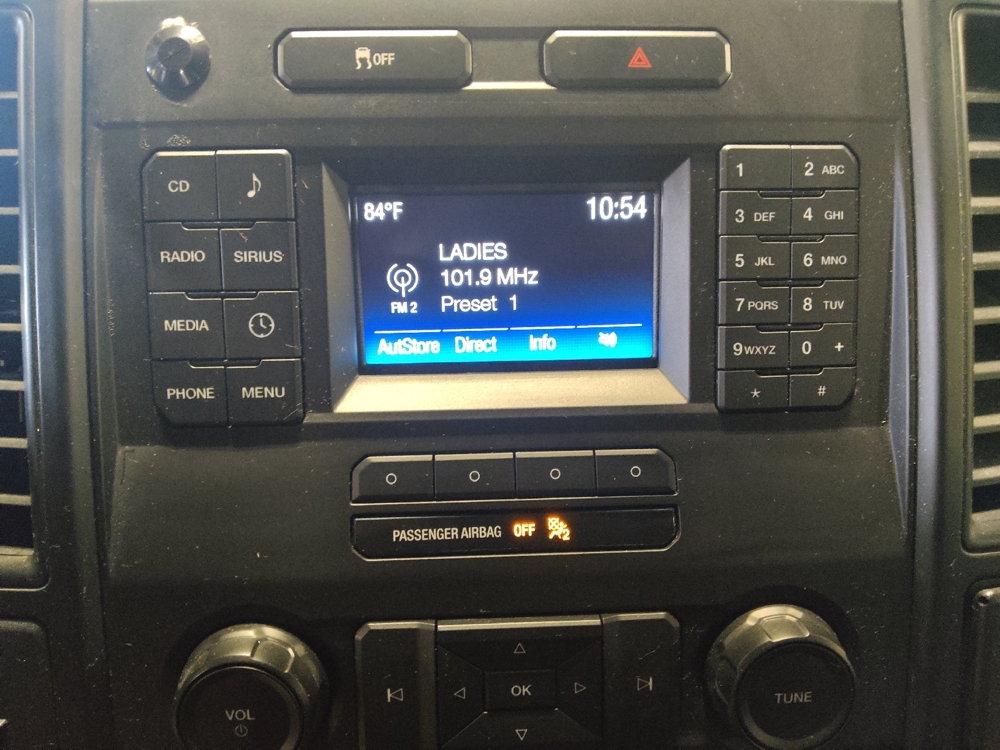 OFF
CD
RADIO SIRIUS
MEDIA
PHONE MENU
84°F 10:54
LADIES
101.9 MHz
FM 2 Preset 1
AutStore Direct Info
1 2 ABC
3 DEF 4 GHI
5 JKL 6 MNO
7 PQRS 8 TUV
9 WXYZ 0 +
* #
PASSENGER AIRBAG OFF 2
VOL
OK
TUNE